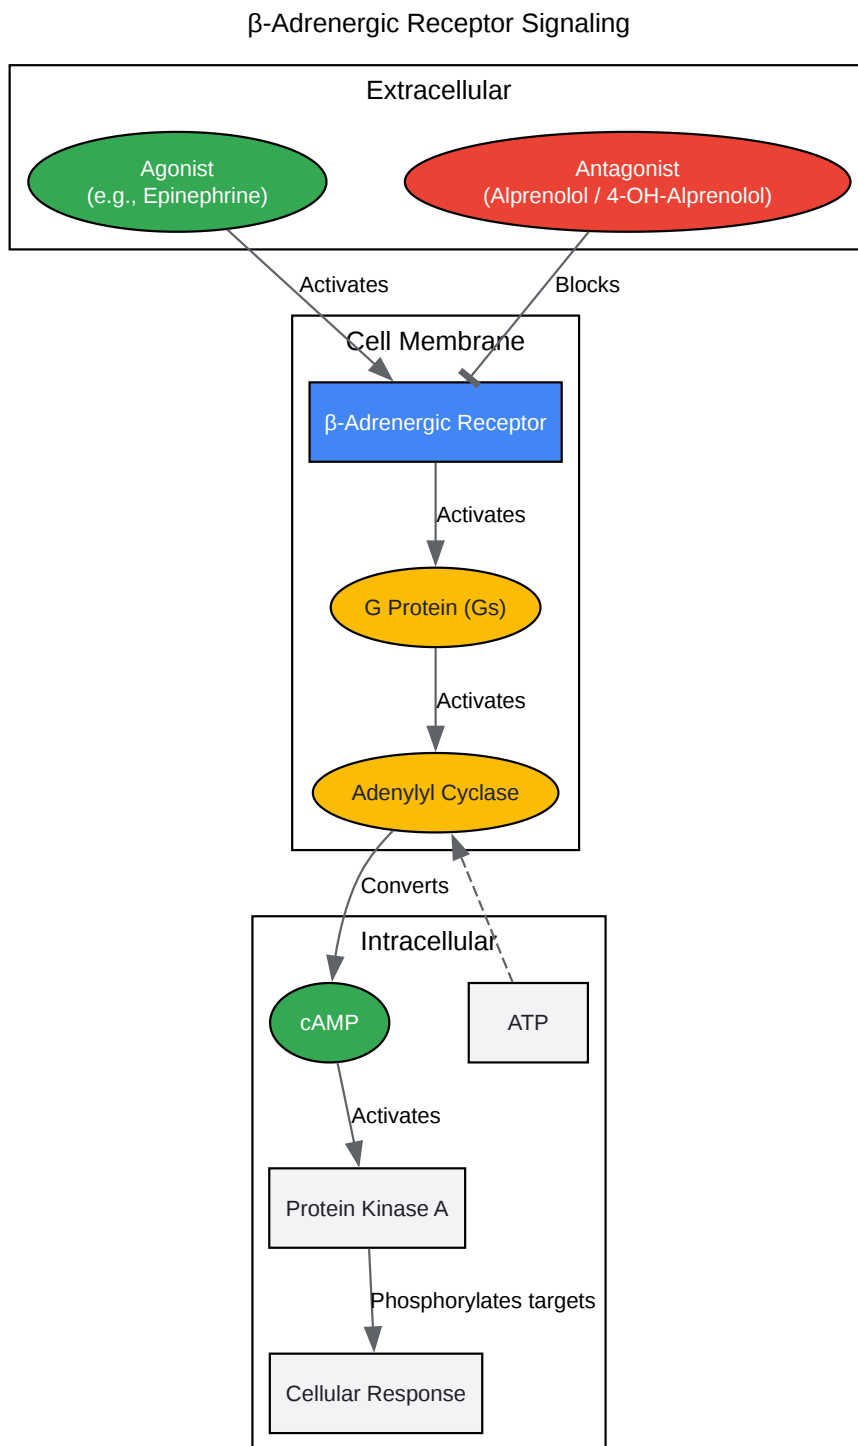 β-Adrenergic Receptor Signaling
Extracellular
Agonist
(e.g., Epinephrine)
Antagonist
(Alprenolol / 4-OH-Alprenolol)
Activates
Blocks
Cell Membrane
β-Adrenergic Receptor
Activates
G Protein (Gs)
Activates
Adenylyl Cyclase
Converts
Intracellular
cAMP
ATP
Activates
Protein Kinase A
Phosphorylates targets
Cellular Response